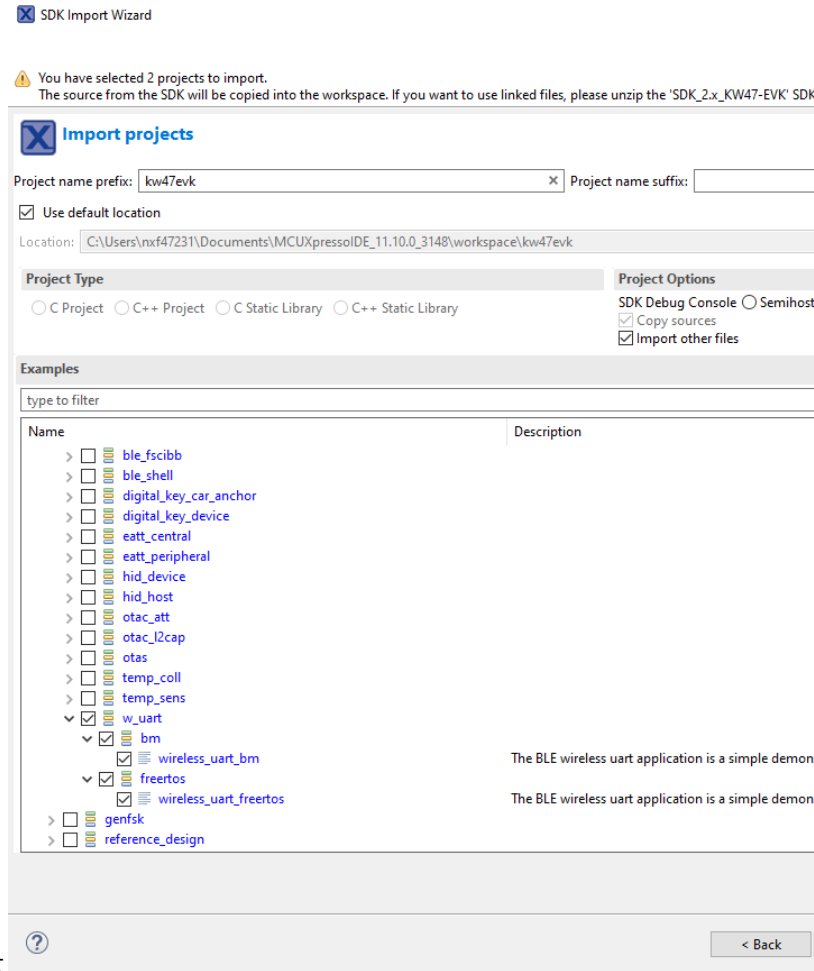 SDK Import Wizard
You have selected 2 projects to import.
The source from the SDK will be copied into the workspace. If you want to use linked files, please unzip the 'SDK_2.x_KW47-EVK' SDK
Import projects
Project name prefix: kw47evk Project name suffix:
Use default location
Location: C:\Users\nxf47231\Documents\MCUXpressoIDE_11.10.0_3148\workspace\kw47evk
Project Type Project Options
C Project C++ Project C Static Library C++ Static Library SDK Debug Console Semihost
Copy sources
Import other files
Examples
type to filter
Name Description
ble_fscibb
ble_shell
digital_key_car_anchor
digital_key_device
eatt_central
eatt_peripheral
hid_device
hid_host
otac_att
otac_l2cap
otas
temp_coll
temp_sens
w_uart
bm
wireless_uart_bm The BLE wireless uart application is a simple demon
freertos
wireless_uart_freertos The BLE wireless uart application is a simple demon
genfsk
reference_design
< Back